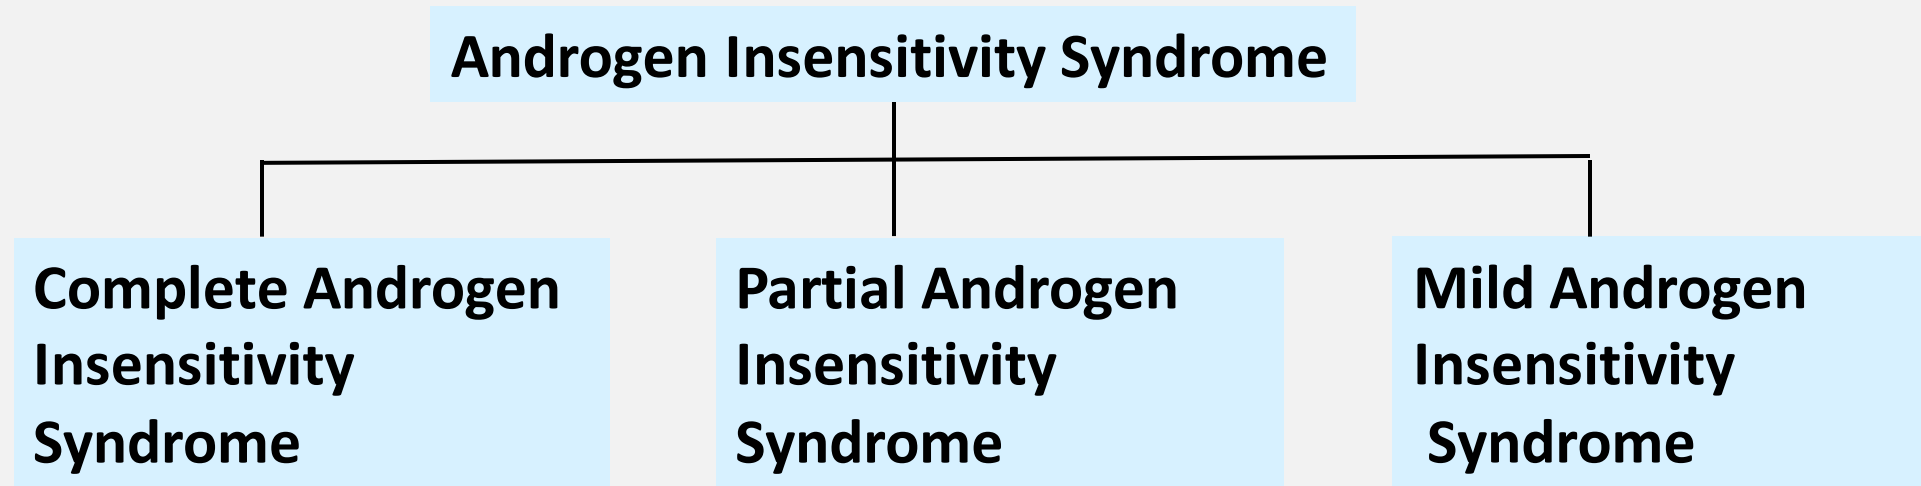 Androgen Insensitivity Syndrome
Complete Androgen
Insensitivity
Syndrome
Partial Androgen
Insensitivity
Syndrome
Mild Androgen
Insensitivity
Syndrome